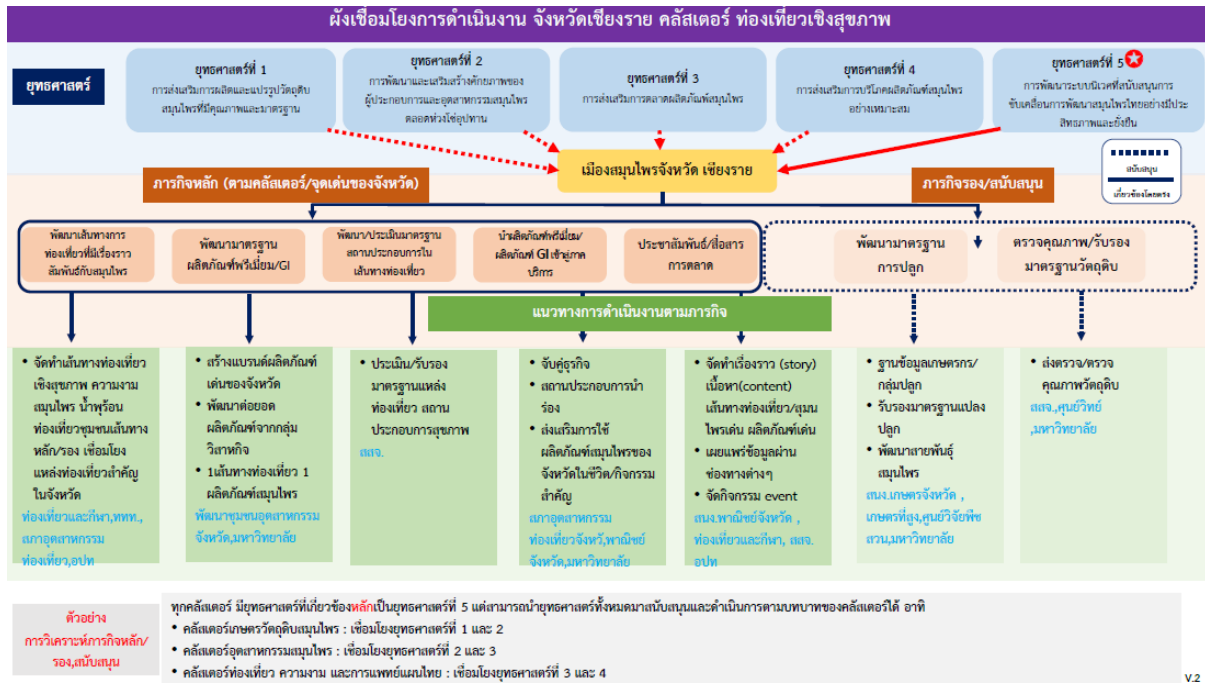 ผังเชื่อมโยงการดำเนินงาน จังหวัดเชียงราย คลัสเตอร์ ท่องเที่ยวเชิงสุขภาพ
ยุทธศาสตร์
ยุทธศาสตร์ที่ 1
การส่งเสริมการผลิตและแปรรูปวัตถุดิบ
สมุนไพรที่มีคุณภาพและมาตรฐาน
ยุทธศาสตร์ที่ 2
การพัฒนาและเสริมสร้างศักยภาพของ
ผู้ประกอบการและอุตสาหกรรมสมุนไพร
ตลอดห่วงโซ่อุปทาน
ยุทธศาสตร์ที่ 3
การส่งเสริมการตลาดผลิตภัณฑ์สมุนไพร
ยุทธศาสตร์ที่ 4
การส่งเสริมการบริโภคผลิตภัณฑ์สมุนไพร
อย่างเหมาะสม
ยุทธศาสตร์ที่ 5
การพัฒนาระบบนิเวศที่สนับสนุนการ
ขับเคลื่อนการพัฒนาสมุนไพรไทยอย่างมีประ
สิทธภาพและยั่งยืน
สนับสนุน
เกี่ยวข้องโดยตรง
เมืองสมุนไพรจังหวัด เชียงราย
ภารกิจหลัก (ตามคลัสเตอร์/จุดเด่นของจังหวัด)
ภารกิจรอง/สนับสนุน
พัฒนาเส้นทางการ
ท่องเที่ยวที่มีเรื่องราว
สัมพันธ์กับสมุนไพร
พัฒนามาตรฐาน
ผลิตภัณฑ์พรีเมี่ยม/GI
พัฒนา/ประเมินมาตรฐาน
สถานประกอบการใน
เส้นทางท่องเที่ยว
นำผลิตภัณฑ์พรีเมี่ยม/
ผลิตภัณฑ์ GI เข้าสู่ภาค
บริการ
ประชาสัมพันธ์/สื่อสาร
การตลาด
พัฒนามาตรฐาน
การปลูก
ตรวจคุณภาพ/รับรอง
มาตรฐานวัตถุดิบ
แนวทางการดำเนินงานตามภารกิจ
• จัดทำเส้นทางท่องเที่ยว
เชิงสุขภาพ ความงาม
สมุนไพร น้ำพุร้อน
ท่องเที่ยวชุมชนเส้นทาง
หลัก/รอง เชื่อมโยง
แหล่งท่องเที่ยวสำคัญ
ในจังหวัด
ท่องเที่ยวและกีฬา,ททท.,
สภาอุตสาหกรรม
ท่องเที่ยว,อปท
• สร้างแบรนด์ผลิตภัณฑ์
เด่นของจังหวัด
• พัฒนาต่อยอด
ผลิตภัณฑ์จากกลุ่ม
วิสาหกิจ
• 1เส้นทางท่องเที่ยว 1
ผลิตภัณฑ์สมุนไพร
พัฒนาชุมชนอุตสาหกรรม
จังหวัด,มหาวิทยาลัย
• ประเมิน/รับรอง
มาตรฐานแหล่ง
ท่องเที่ยว สถาน
ประกอบการสุขภาพ
สสจ.
• จับคู่ธุรกิจ
• สถานประกอบการนำ
ร่อง
• ส่งเสริมการใช้
ผลิตภัณฑ์สมุนไพรของ
จังหวัดในชีวิต/กิจกรรม
สำคัญ
สภาอุตสาหกรรม
ท่องเที่ยวจังหวั,พาณิชย์
จังหวัด,มหาวิทยาลัย
• จัดทำเรื่องราว (story)
เนื้อหา(content)
เส้นทางท่องเที่ยว/สุมน
ไพรเด่น ผลิตภัณฑ์เด่น
• เผยแพร่ข้อมูลผ่าน
ช่องทางต่างๆ
• จัดกิจกรรม event
สนง.พาณิชย์จังหวัด ,
ท่องเที่ยวและกีฬา, สสจ.
อปท
• ฐานข้อมูลเกษตรกร/
กลุ่มปลูก
• รับรองมาตรฐานแปลง
ปลูก
• พัฒนาสายพันธุ์
สมุนไพร
สนง.เกษตรจังหวัด ,
เกษตรที่สูง,ศูนย์วิจัยพืช
สวน,มหาวิทยาลัย
• ส่งตรวจ/ตรวจ
คุณภาพวัตถุดิบ
สสจ.,ศูนย์วิทย์
,มหาวิทยาลัย
ตัวอย่าง
การวิเคราะห์ภารกิจหลัก/
รอง,สนับสนุน
ทุกคลัสเตอร์ มียุทธศาสตร์ที่เกี่ยวข้องหลักเป็นยุทธศาสตร์ที่ 5 แต่สามารถนำยุทธศาสตร์ทั้งหมดมาสนับสนุนและดำเนินการตามบทบาทของคลัสเตอร์ได้ อาทิ
• คลัสเตอร์เกษตรวัตถุดิบสมุนไพร : เชื่อมโยงยุทธศาสตร์ที่ 1 และ 2
• คลัสเตอร์อุตสาหกรรมสมุนไพร : เชื่อมโยงยุทธศาสตร์ที่ 2 และ 3
• คลัสเตอร์ท่องเที่ยว ความงาม และการแพทย์แผนไทย : เชื่อมโยงยุทธศาสตร์ที่ 3 และ 4
V.2